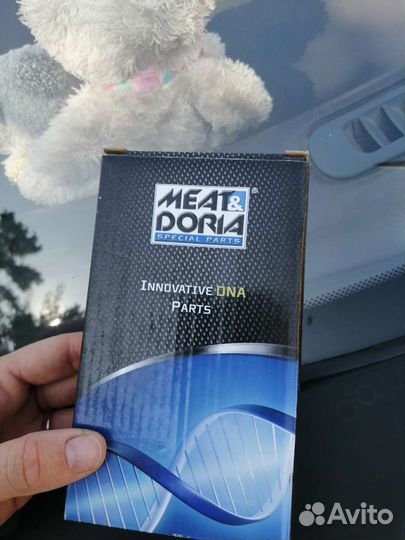 MEAT&
DORIA®
SPECIAL PARTS
INNOVATIVE DNA
PARTS
Avito